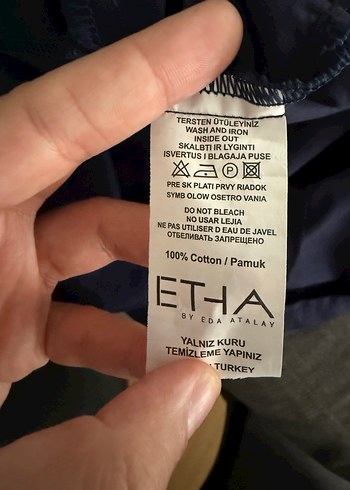 TERSTEN ÜTÜLEYİNİZ
WASH AND IRON
INSIDE OUT
SKALBTI IR LYGINTI
ISVERTUS I BLAGAJA PUSE
P
PRE SK PLATI PRVY RIADOK
SYMB OLOW OSETRO VANIA
DO NOT BLEACH
NO USAR LEJIA
NE PAS UTILISER D EAU DE JAVEL
ОТБЕЛИВАТЬ ЗАПРЕЩЕНО
100% Cotton / Pamuk
ETHA
BY EDA ATALAY
YALNIZ KURU
TEMİZLEME YAPINIZ
TURKEY